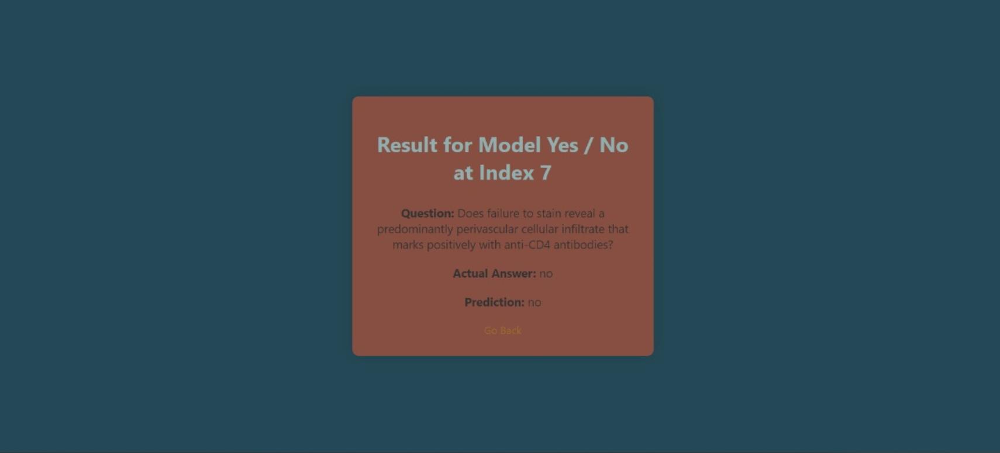 Result for Model Yes / No
at Index 7
Question: Does failure to stain reveal a
predominantly perivascular cellular infiltrate that
marks positively with anti-CD4 antibodies?
Actual Answer: no
Prediction: no
Go Back